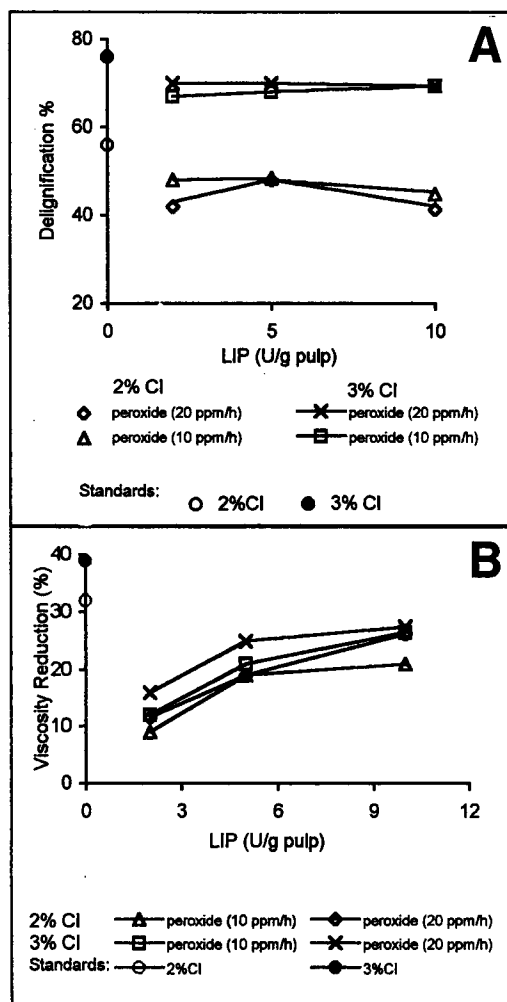 A
Delignification %
80
60
40
20
0 5 10
LIP (U/g pulp)
2% Cl 3% Cl
peroxide (20 ppm/h) peroxide (20 ppm/h)
peroxide (10 ppm/h) peroxide (10 ppm/h)
Standards: 2%Cl 3% Cl
B
Viscosity Reduction (%)
40
30
20
10
0
0 3 6 9 12
LIP (U/g pulp)
2% Cl peroxide (10 ppm/h) peroxide (20 ppm/h)
3% Cl peroxide (10 ppm/h) peroxide (20 ppm/h)
Standards: 2%Cl 3%Cl